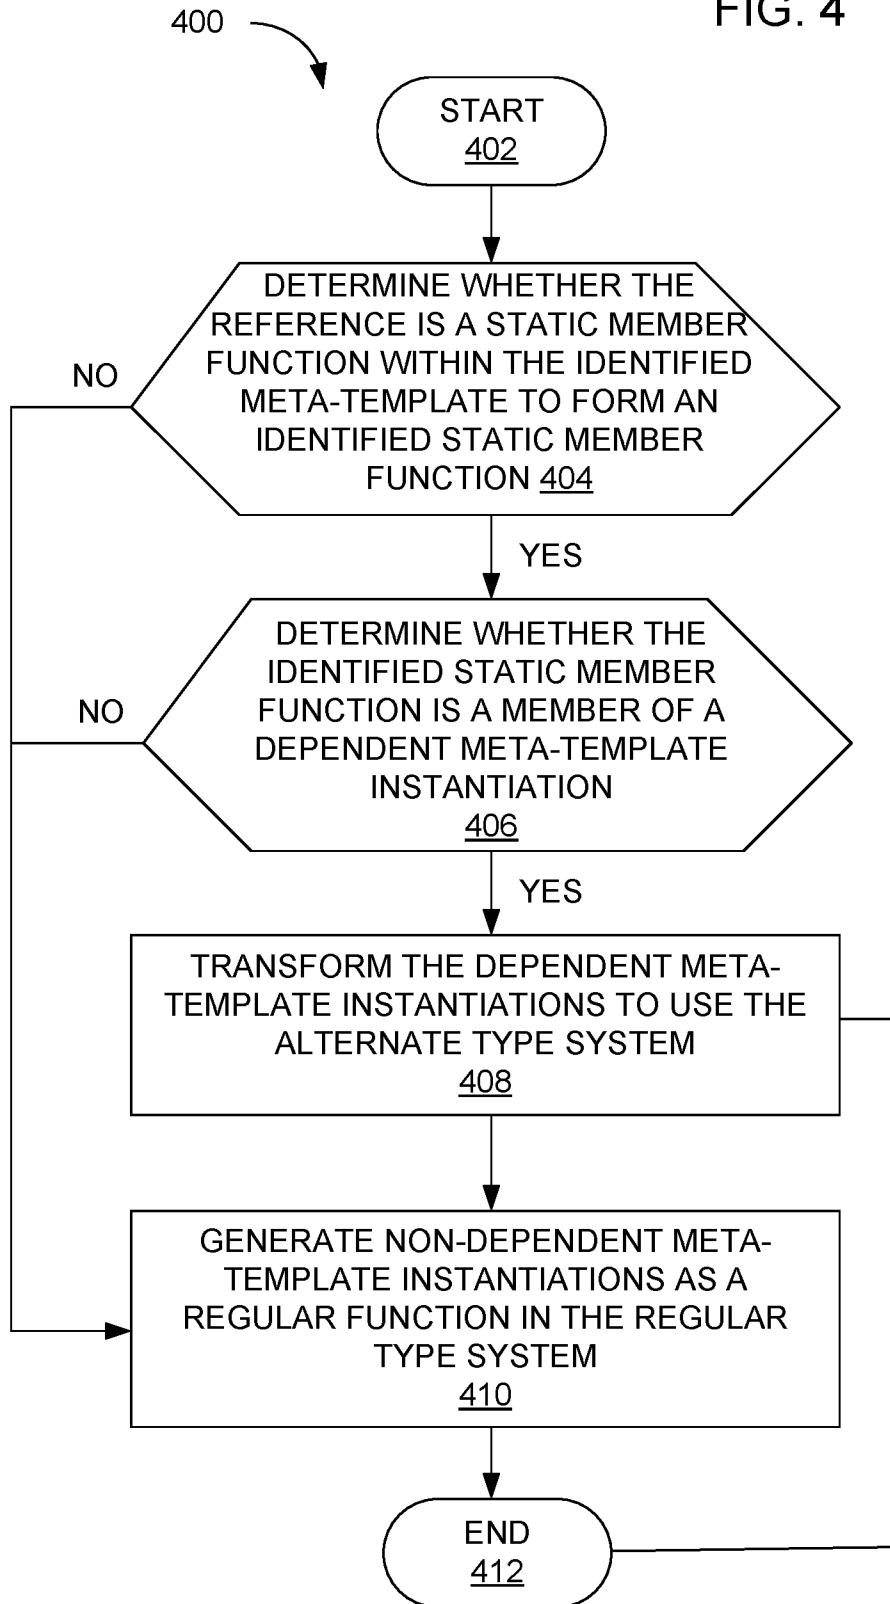 FIG. 4
400
START
402
DETERMINE WHETHER THE
REFERENCE IS A STATIC MEMBER
FUNCTION WITHIN THE IDENTIFIED
META-TEMPLATE TO FORM AN
IDENTIFIED STATIC MEMBER
FUNCTION 404
NO
YES
DETERMINE WHETHER THE
IDENTIFIED STATIC MEMBER
FUNCTION IS A MEMBER OF A
DEPENDENT META-TEMPLATE
INSTANTIATION
406
NO
YES
TRANSFORM THE DEPENDENT META-
TEMPLATE INSTANTIATIONS TO USE THE
ALTERNATE TYPE SYSTEM
408
GENERATE NON-DEPENDENT META-
TEMPLATE INSTANTIATIONS AS A
REGULAR FUNCTION IN THE REGULAR
TYPE SYSTEM
410
END
412